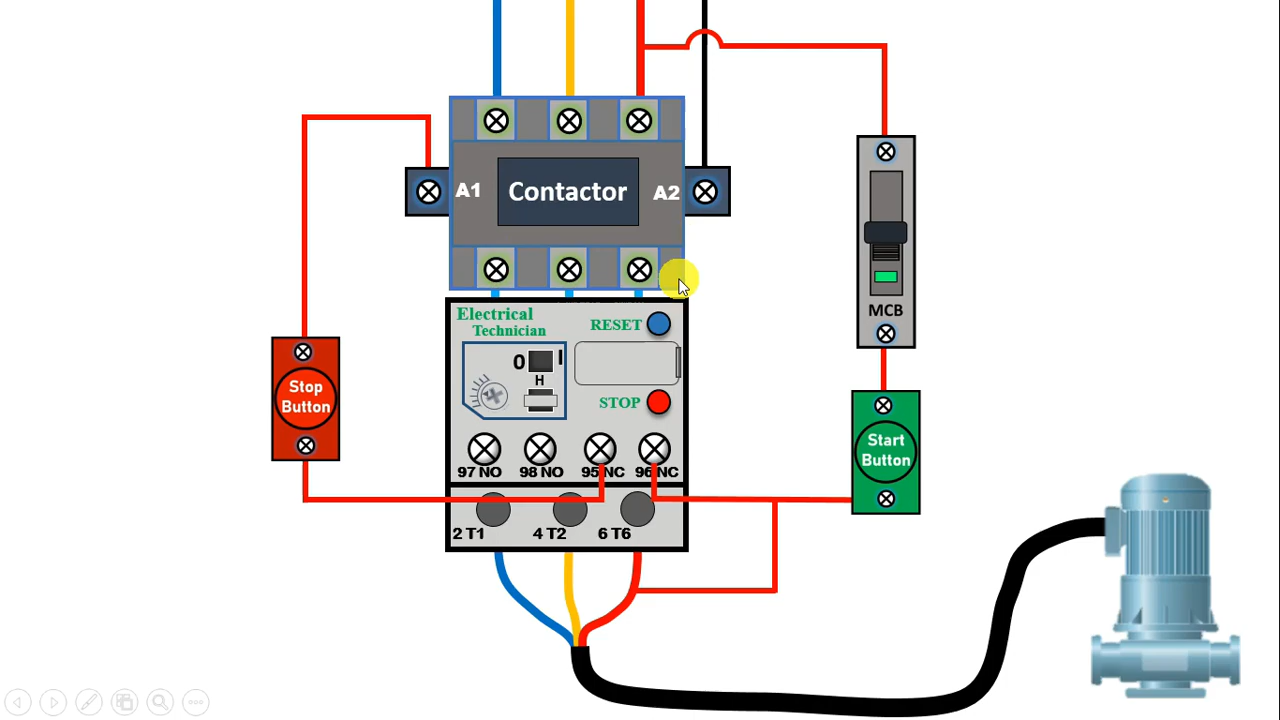 A1
Contactor
A2
MCB
Electrical
Technician
RESET
O
I
H
STOP
97 NO
98 NO
95 NC
96 NC
2 T1
4 T2
6 T6
Stop
Button
Start
Button